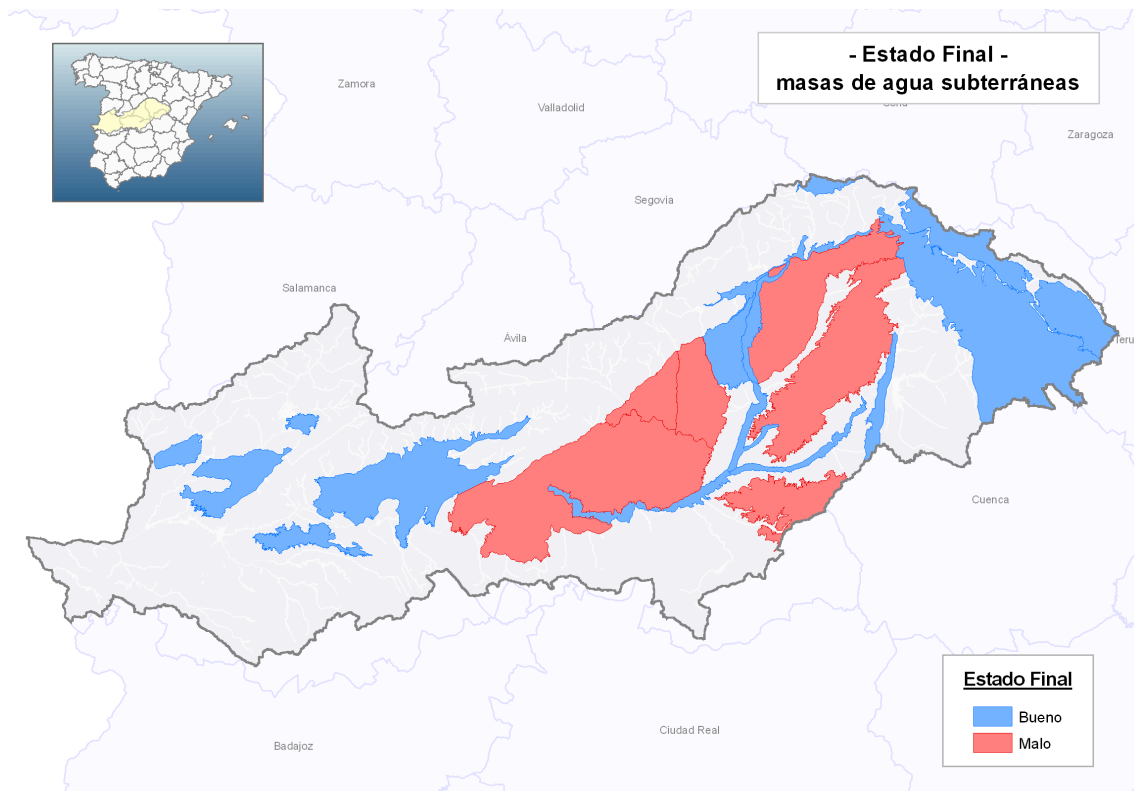 - Estado Final -
masas de agua subterráneas
Zamora
Valladolid
Zaragoza
Segovia
Salamanca
Ávila
Teru
Cuenca
Ciudad Real
Badajoz
Estado Final
Bueno
Malo